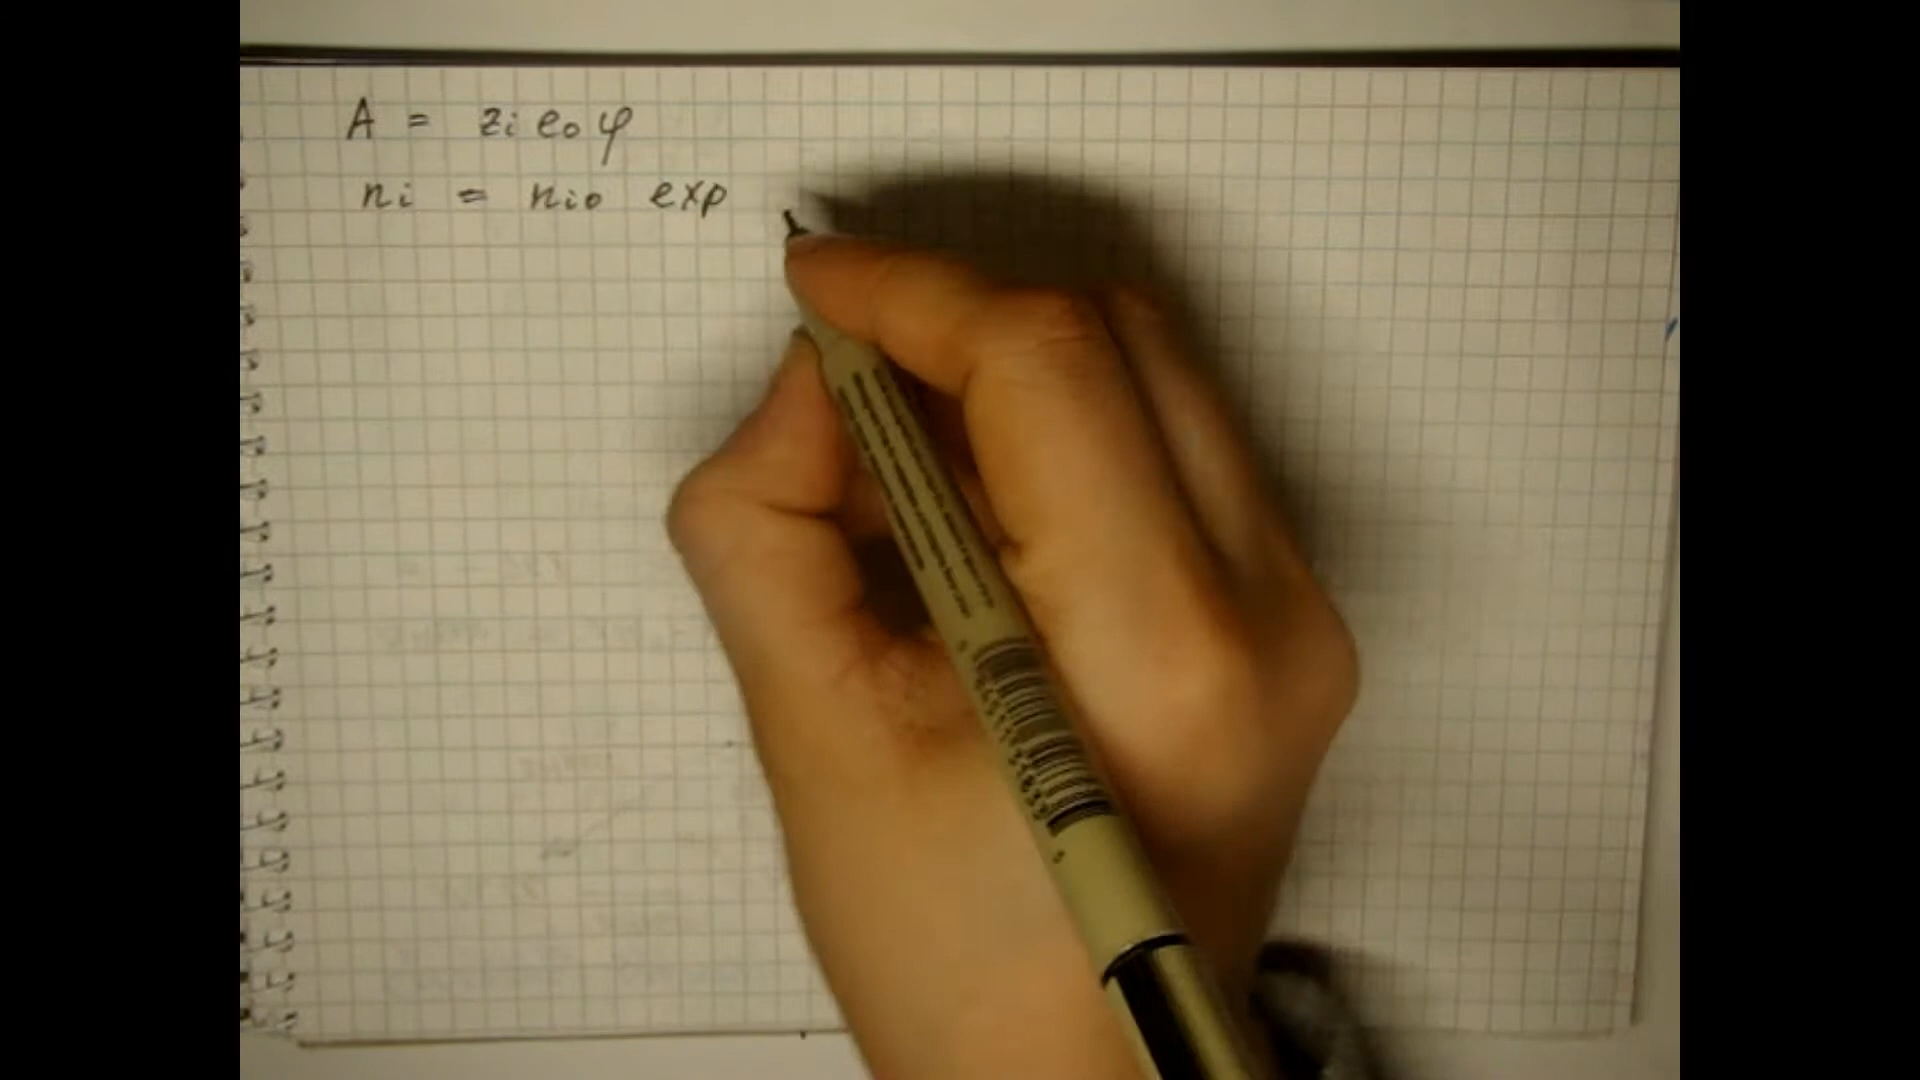 A = zi e0 φ
ni = ni0 exp